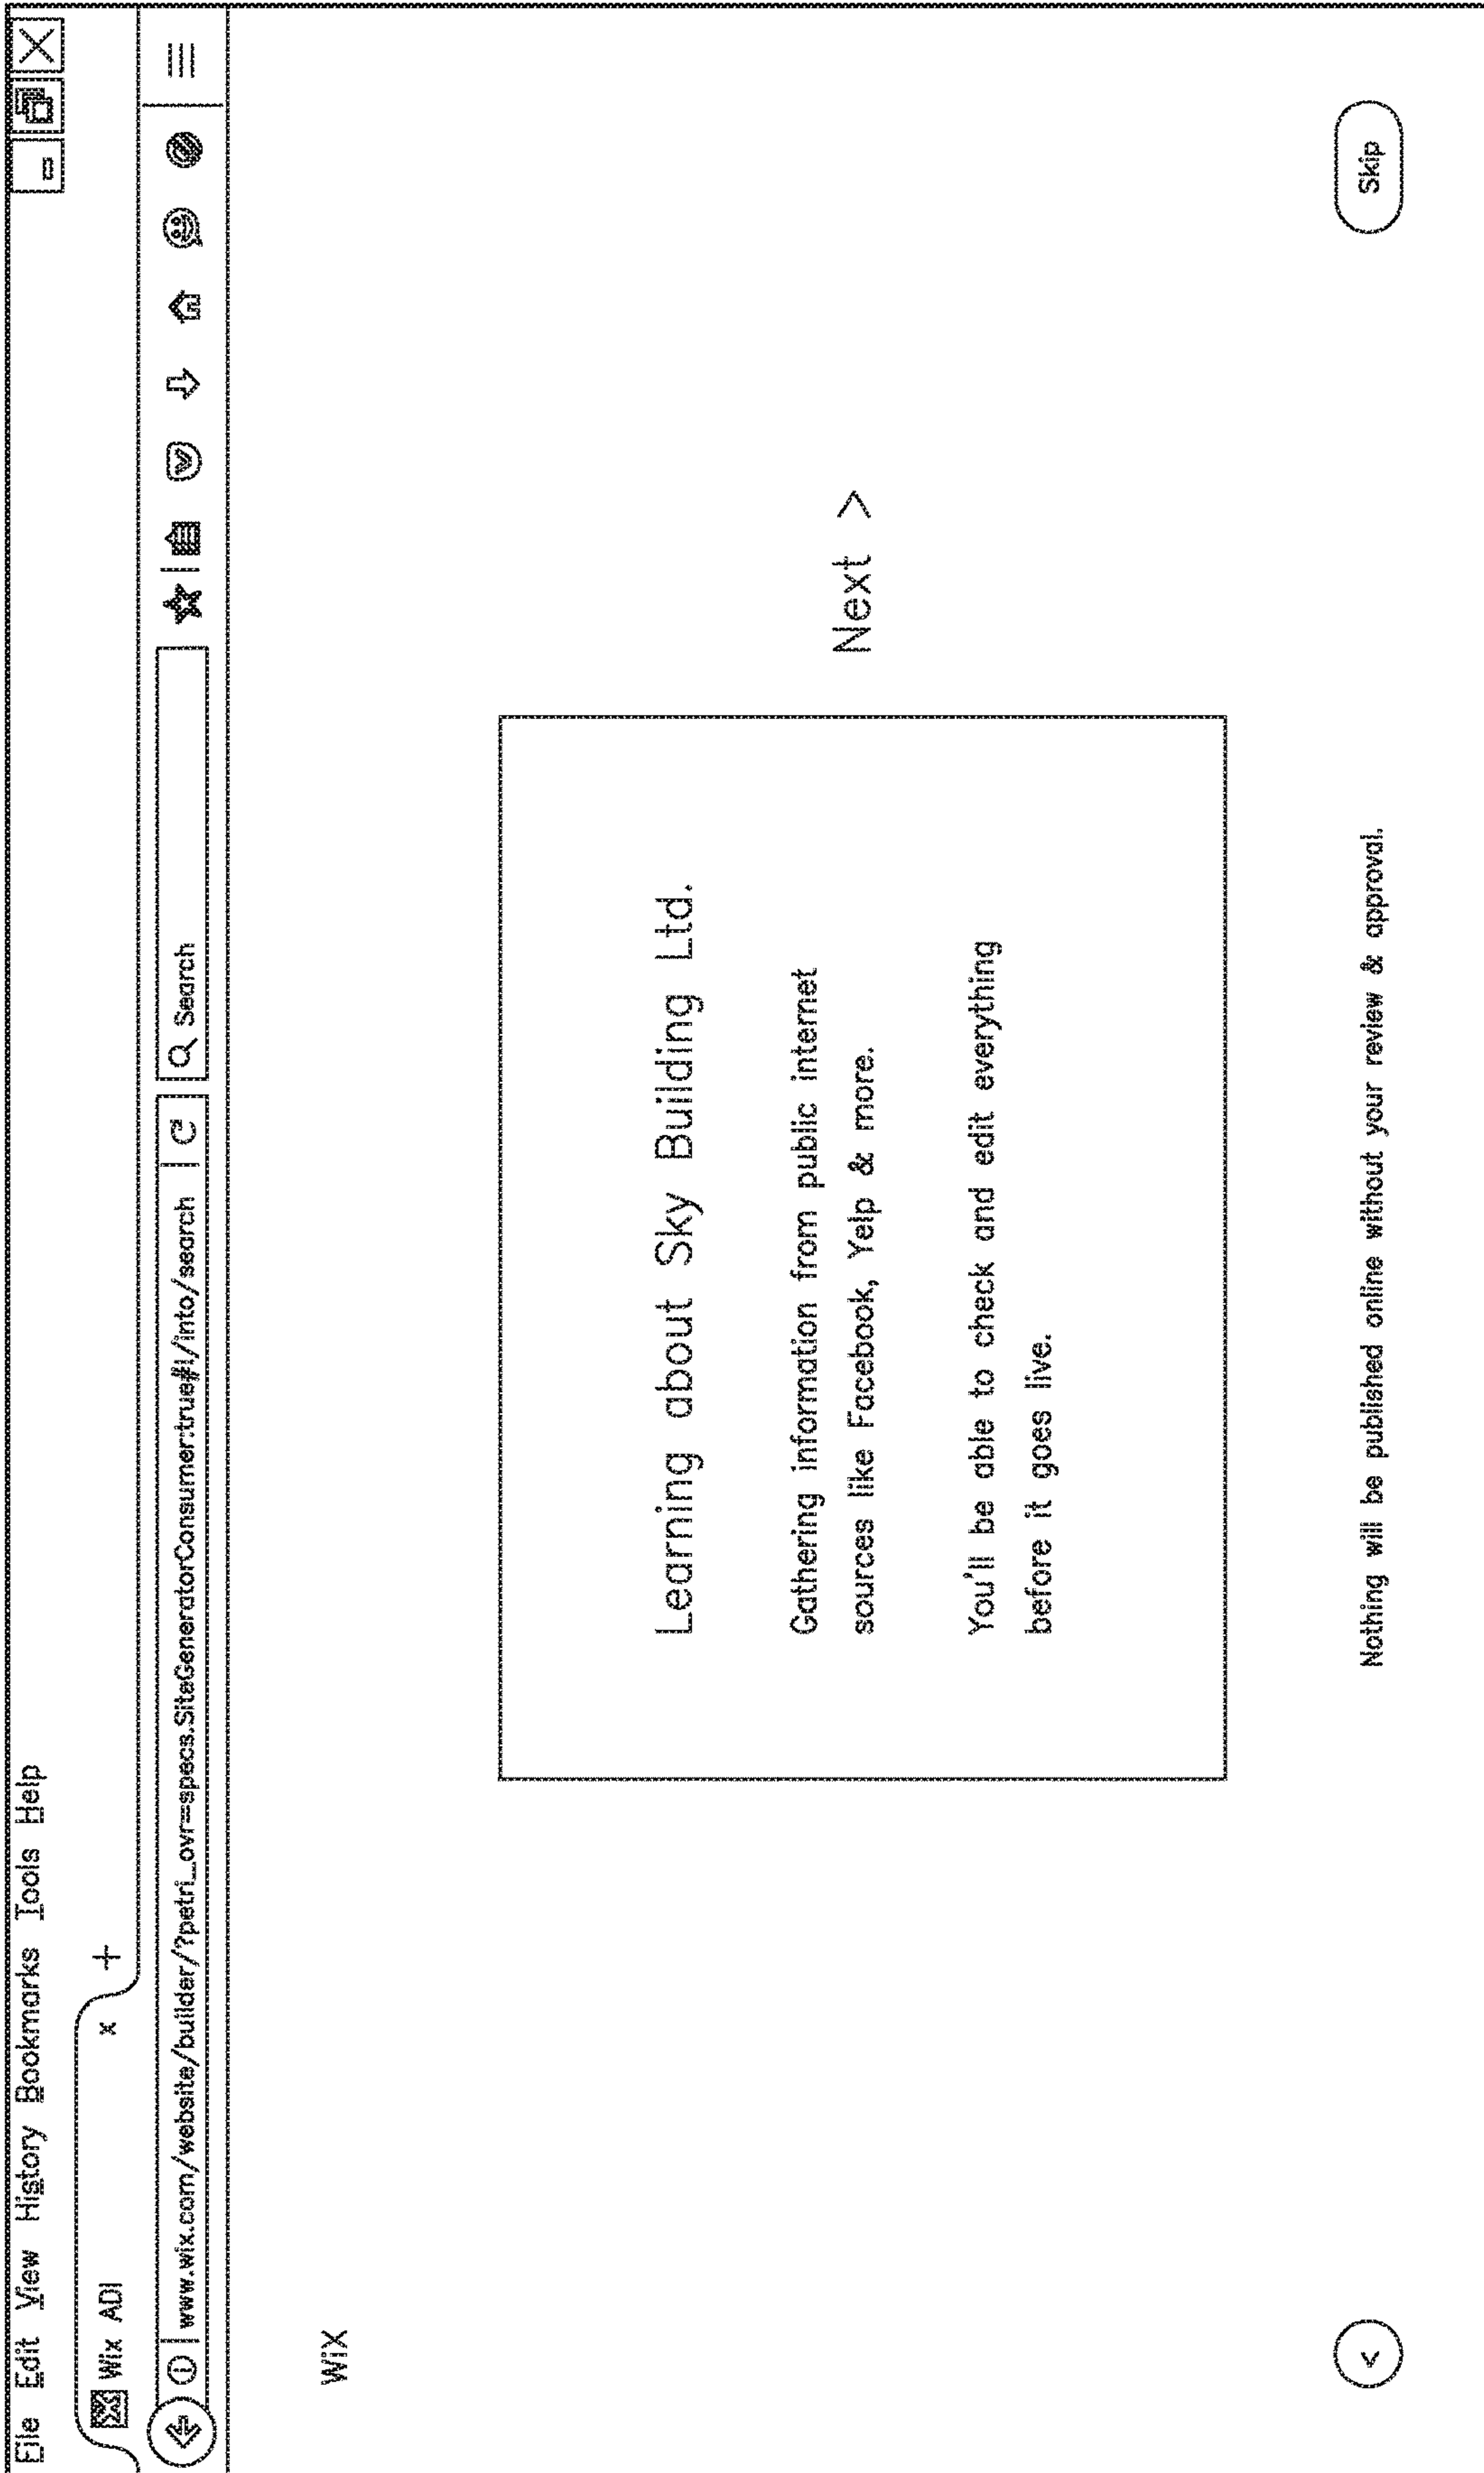 File Edit View History Bookmarks Tools Help
Wix ADI x +
www.wix.com/website/builder/?petri_ovr=specs.SiteGeneratorConsumer:true#!/into/search
Search
WiX
Learning about Sky Building Ltd.
Gathering information from public internet
sources like Facebook, Yelp & more.
You'll be able to check and edit everything
before it goes live.
Next >
<
Nothing will be published online without your review & approval.
Skip